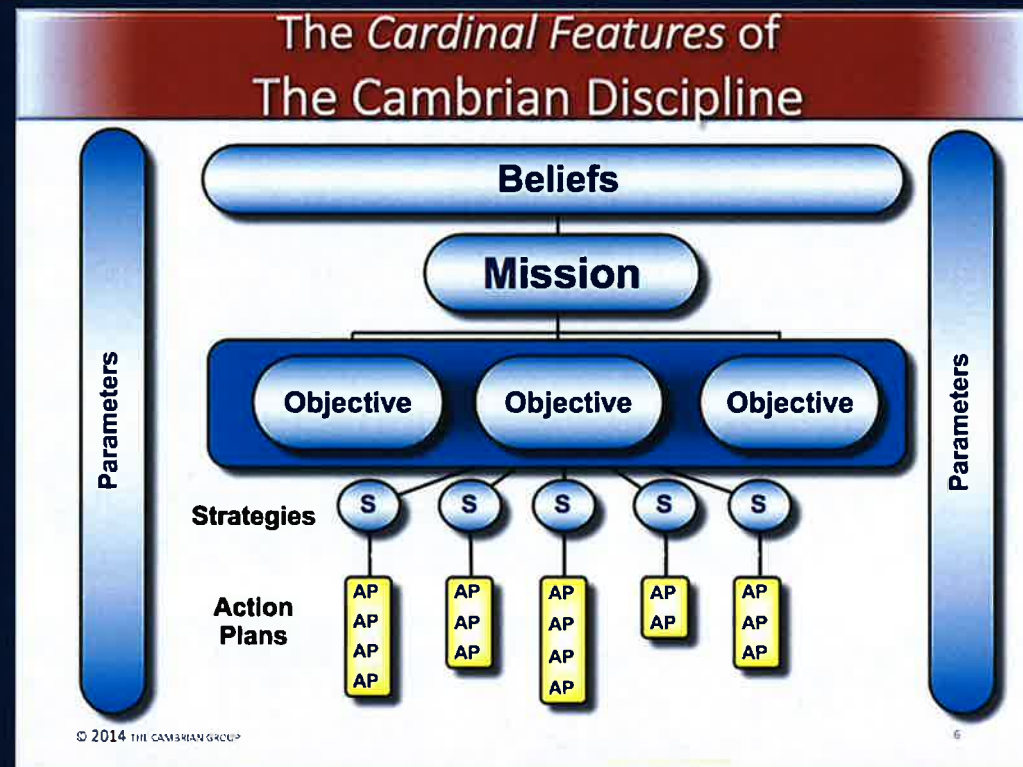 The Cardinal Features of
The Cambrian Discipline
Beliefs
Mission
Parameters
Objective Objective Objective
Parameters
Strategies S S S S S
Action
Plans
AP AP AP AP AP
AP AP AP AP AP
AP AP AP AP
AP AP
© 2014 THE CAMBRIAN GROUP
6